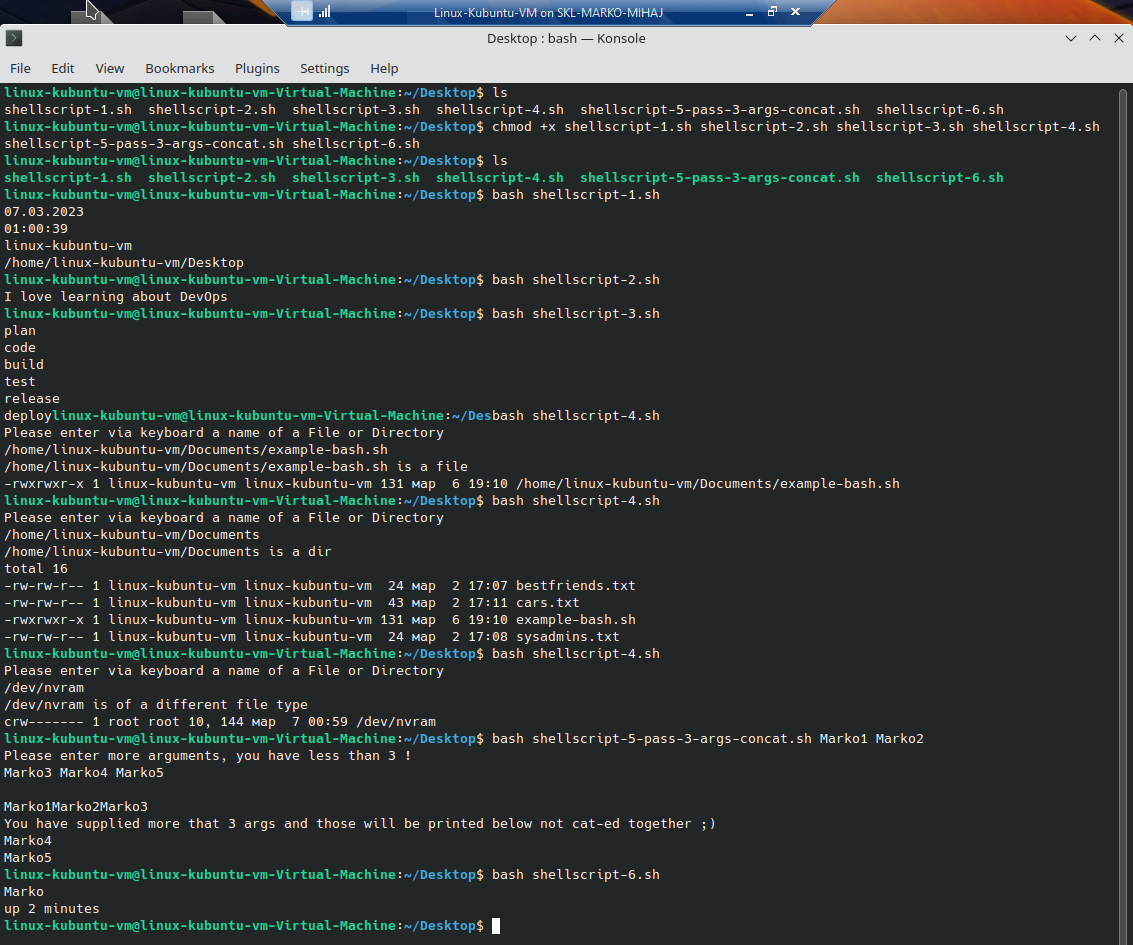 Linux-Kubuntu-VM on SKL-MARKO-MIHAJ
Desktop : bash — Konsole
File Edit View Bookmarks Plugins Settings Help
linux-kubuntu-vm@linux-kubuntu-vm-Virtual-Machine:~/Desktop$ ls
shellscript-1.sh  shellscript-2.sh  shellscript-3.sh  shellscript-4.sh  shellscript-5-pass-3-args-concat.sh  shellscript-6.sh
linux-kubuntu-vm@linux-kubuntu-vm-Virtual-Machine:~/Desktop$ chmod +x shellscript-1.sh shellscript-2.sh shellscript-3.sh shellscript-4.sh
shellscript-5-pass-3-args-concat.sh shellscript-6.sh
linux-kubuntu-vm@linux-kubuntu-vm-Virtual-Machine:~/Desktop$ ls
shellscript-1.sh  shellscript-2.sh  shellscript-3.sh  shellscript-4.sh  shellscript-5-pass-3-args-concat.sh  shellscript-6.sh
linux-kubuntu-vm@linux-kubuntu-vm-Virtual-Machine:~/Desktop$ bash shellscript-1.sh
07.03.2023
01:00:39
linux-kubuntu-vm
/home/linux-kubuntu-vm/Desktop
linux-kubuntu-vm@linux-kubuntu-vm-Virtual-Machine:~/Desktop$ bash shellscript-2.sh
I love learning about DevOps
linux-kubuntu-vm@linux-kubuntu-vm-Virtual-Machine:~/Desktop$ bash shellscript-3.sh
plan
code
build
test
release
deploylinux-kubuntu-vm@linux-kubuntu-vm-Virtual-Machine:~/Desbash shellscript-4.sh
Please enter via keyboard a name of a File or Directory
/home/linux-kubuntu-vm/Documents/example-bash.sh
/home/linux-kubuntu-vm/Documents/example-bash.sh is a file
-rwxrwxr-x 1 linux-kubuntu-vm linux-kubuntu-vm 131 мар  6 19:10 /home/linux-kubuntu-vm/Documents/example-bash.sh
linux-kubuntu-vm@linux-kubuntu-vm-Virtual-Machine:~/Desktop$ bash shellscript-4.sh
Please enter via keyboard a name of a File or Directory
/home/linux-kubuntu-vm/Documents
/home/linux-kubuntu-vm/Documents is a dir
total 16
-rw-rw-r-- 1 linux-kubuntu-vm linux-kubuntu-vm  24 мар  2 17:07 bestfriends.txt
-rw-rw-r-- 1 linux-kubuntu-vm linux-kubuntu-vm  43 мар  2 17:11 cars.txt
-rwxrwxr-x 1 linux-kubuntu-vm linux-kubuntu-vm 131 мар  6 19:10 example-bash.sh
-rw-rw-r-- 1 linux-kubuntu-vm linux-kubuntu-vm  24 мар  2 17:08 sysadmins.txt
linux-kubuntu-vm@linux-kubuntu-vm-Virtual-Machine:~/Desktop$ bash shellscript-4.sh
Please enter via keyboard a name of a File or Directory
/dev/nvram
/dev/nvram is of a different file type
crw------- 1 root root 10, 144 мар  7 00:59 /dev/nvram
linux-kubuntu-vm@linux-kubuntu-vm-Virtual-Machine:~/Desktop$ bash shellscript-5-pass-3-args-concat.sh Marko1 Marko2
Please enter more arguments, you have less than 3 !
Marko3 Marko4 Marko5
Marko1Marko2Marko3
You have supplied more that 3 args and those will be printed below not cat-ed together ;)
Marko4
Marko5
linux-kubuntu-vm@linux-kubuntu-vm-Virtual-Machine:~/Desktop$ bash shellscript-6.sh
Marko
up 2 minutes
linux-kubuntu-vm@linux-kubuntu-vm-Virtual-Machine:~/Desktop$